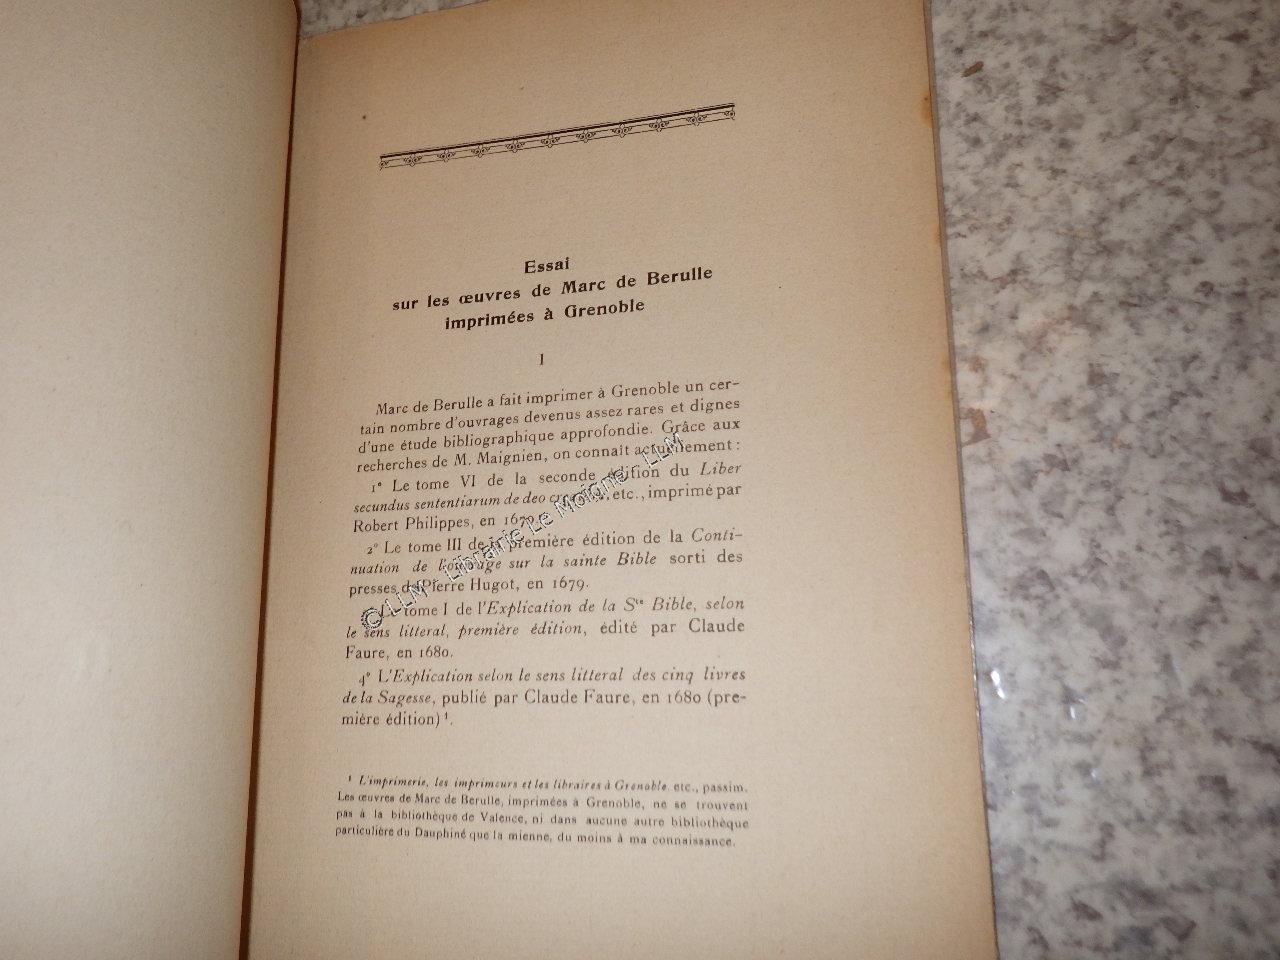 Essai
sur les œuvres de Marc de Berulle
imprimées à Grenoble
I
Marc de Berulle a fait imprimer à Grenoble un cer-
tain nombre d'ouvrages devenus assez rares et dignes
d'une étude bibliographique approfondie. Grâce aux
recherches de M. Maignien, on connaît actuellement :
1° Le tome VI de la seconde édition du Liber
secundus sententiarum de deo etc., imprimé par
Robert Philippes, en 1679.
2° Le tome III de la première édition de la Conti-
nuation de l'ouvrage sur la sainte Bible sorti des
presses de Pierre Hugot, en 1679.
Le tome I de l'Explication de la Ste Bible, selon
le sens litteral, première édition, édité par Claude
Faure, en 1680.
4° L'Explication selon le sens litteral des cinq livres
de la Sagesse, publié par Claude Faure, en 1680 (pre-
mière édition) 1.
1 L'imprimerie, les imprimeurs et les libraires à Grenoble, etc., passim.
Les œuvres de Marc de Berulle, imprimées à Grenoble, ne se trouvent
pas à la bibliothèque de Valence, ni dans aucune autre bibliothèque
particulière du Dauphiné que la mienne, du moins à ma connaissance.
© LLM - Librairie Le Moigne - LLM